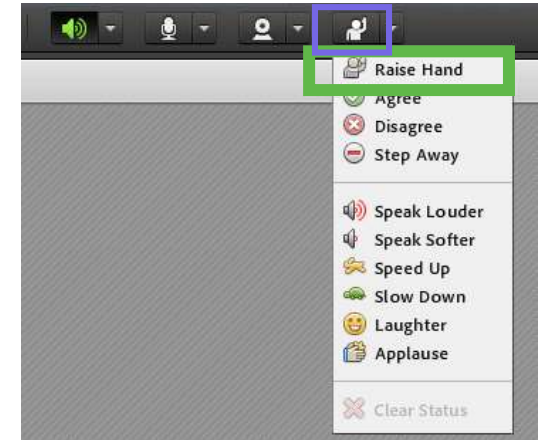 Raise Hand
Agree
Disagree
Step Away
Speak Louder
Speak Softer
Speed Up
Slow Down
Laughter
Applause
Clear Status